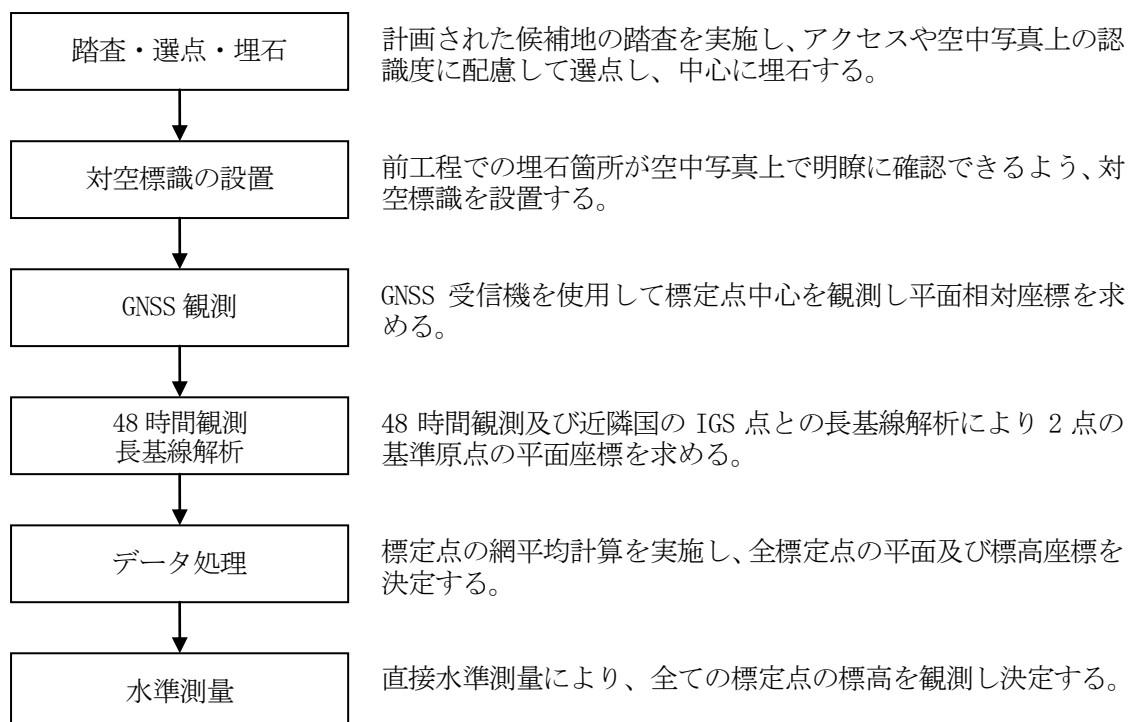 踏査・選点・埋石
計画された候補地の踏査を実施し、アクセスや空中写真上の認
識度に配慮して選点し、中心に埋石する。
対空標識の設置
前工程での埋石箇所が空中写真上で明瞭に確認できるよう、対
空標識を設置する。
GNSS 観測
GNSS 受信機を使用して標定点中心を観測し平面相対座標を求
める。
48 時間観測
長基線解析
48 時間観測及び近隣国の IGS 点との長基線解析により 2 点の
基準原点の平面座標を求める。
データ処理
標定点の網平均計算を実施し、全標定点の平面及び標高座標を
決定する。
水準測量
直接水準測量により、全ての標定点の標高を観測し決定する。